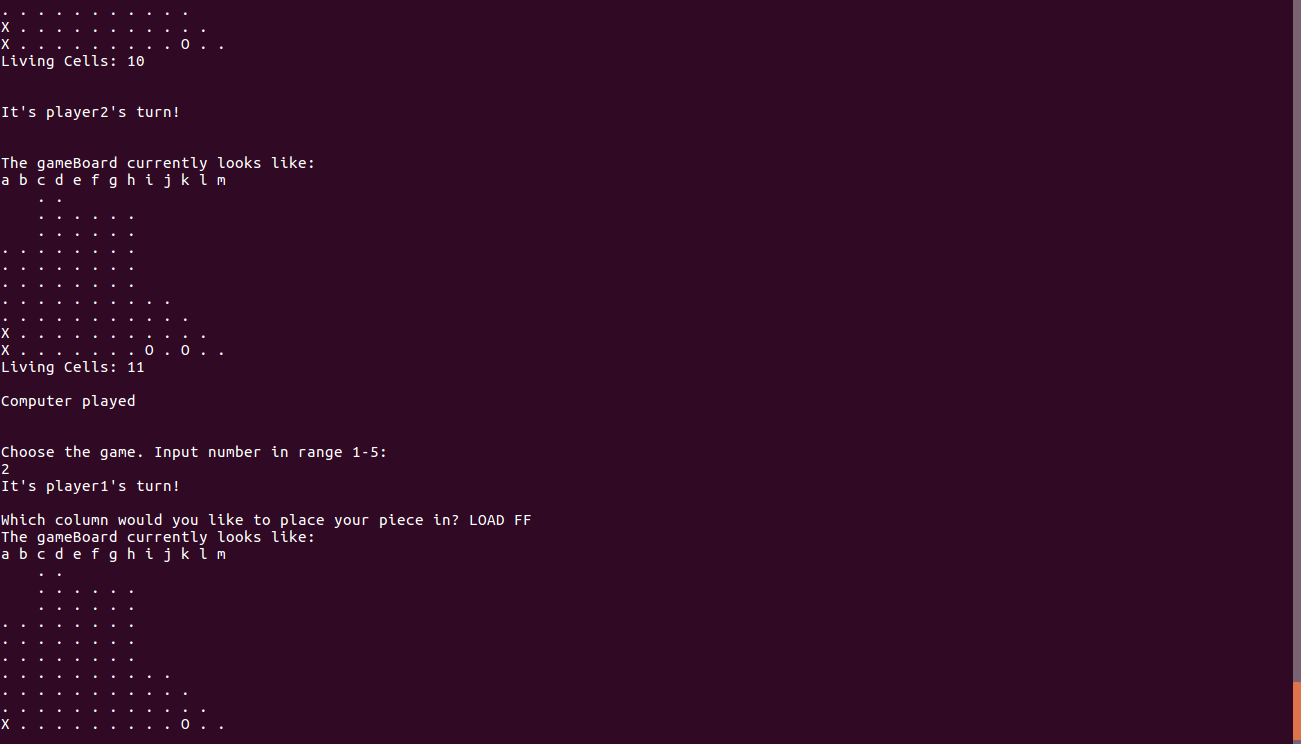 . . . . . . . . . . .
X . . . . . . . . . . .
X . . . . . . . . . O . .
Living Cells: 10
It's player2's turn!
The gameBoard currently looks like:
a b c d e f g h i j k l m
    . .
    . . . . . .
    . . . . . .
. . . . . . . .
. . . . . . . .
. . . . . . . .
. . . . . . . . . .
. . . . . . . . . . .
X . . . . . . . . . . .
X . . . . . . . O . O . .
Living Cells: 11
Computer played
Choose the game. Input number in range 1-5:
2
It's player1's turn!
Which column would you like to place your piece in? LOAD FF
The gameBoard currently looks like:
a b c d e f g h i j k l m
    . .
    . . . . . .
    . . . . . .
. . . . . . . .
. . . . . . . .
. . . . . . . .
. . . . . . . . . .
. . . . . . . . . . .
. . . . . . . . . . . .
X . . . . . . . . . O . .